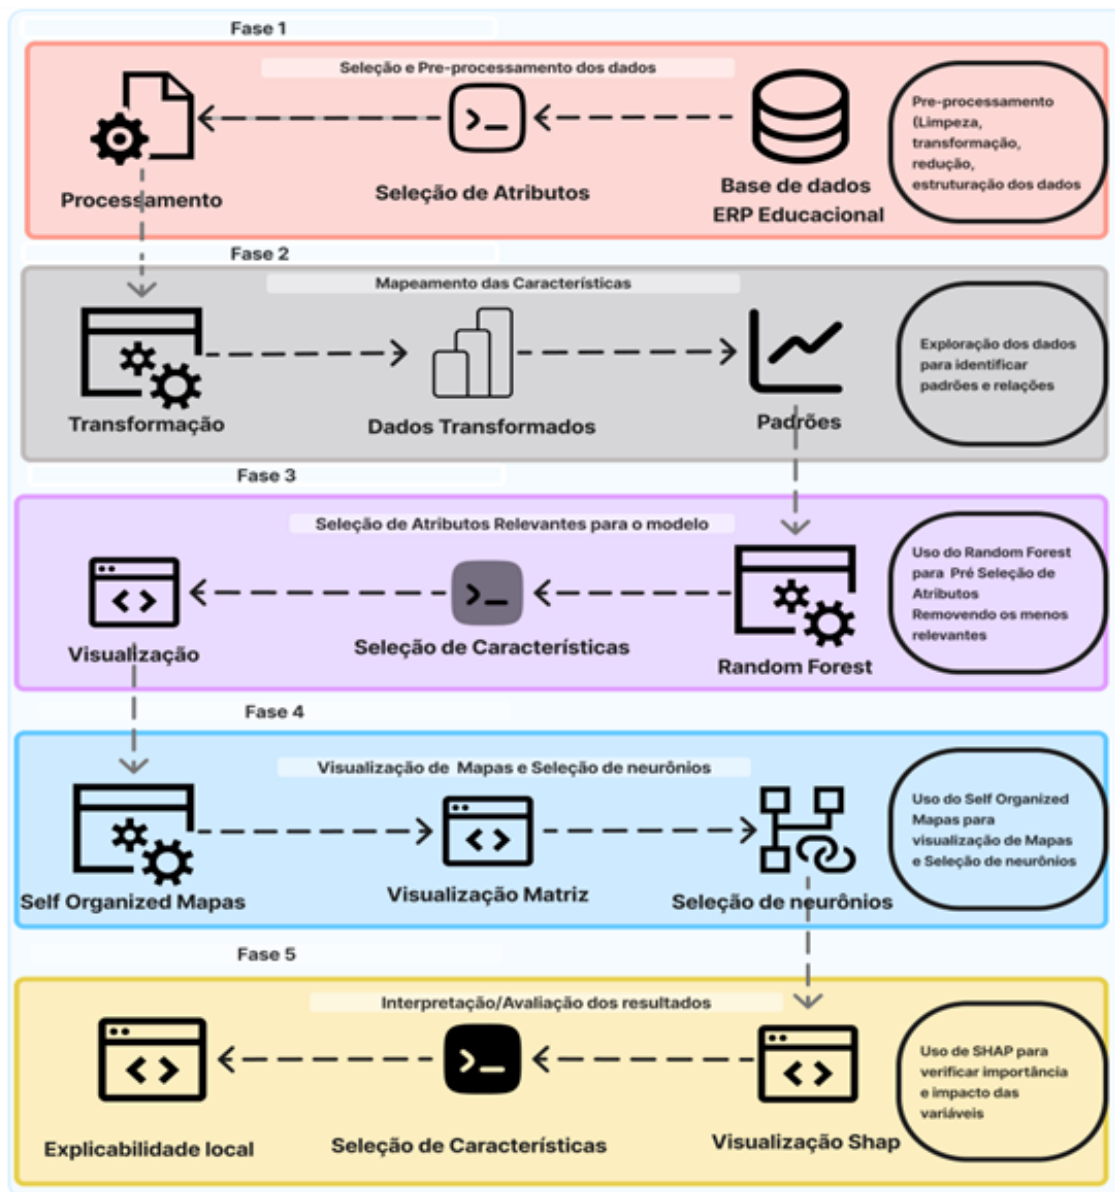 Fase 1
Seleção e Pre-processamento dos dados
Processamento
Seleção de Atributos
Base de dados
ERP Educacional
Pre-processamento
(Limpeza,
transformação,
redução,
estruturação dos dados
Fase 2
Mapeamento das Características
Transformação
Dados Transformados
Padrões
Exploração dos dados
para identificar
padrões e relações
Fase 3
Seleção de Atributos Relevantes para o modelo
Visualização
Seleção de Características
Random Forest
Uso do Random Forest
para Pré Seleção de
Atributos
Removendo os menos
relevantes
Fase 4
Visualização de Mapas e Seleção de neurônios
Self Organized Mapas
Visualização Matriz
Seleção de neurônios
Uso do Self Organized
Mapas para
visualização de Mapas
e Seleção de neurônios
Fase 5
Interpretação/Avaliação dos resultados
Explicabilidade local
Seleção de Características
Visualização Shap
Uso de SHAP para
verificar importância
e impacto das
variáveis